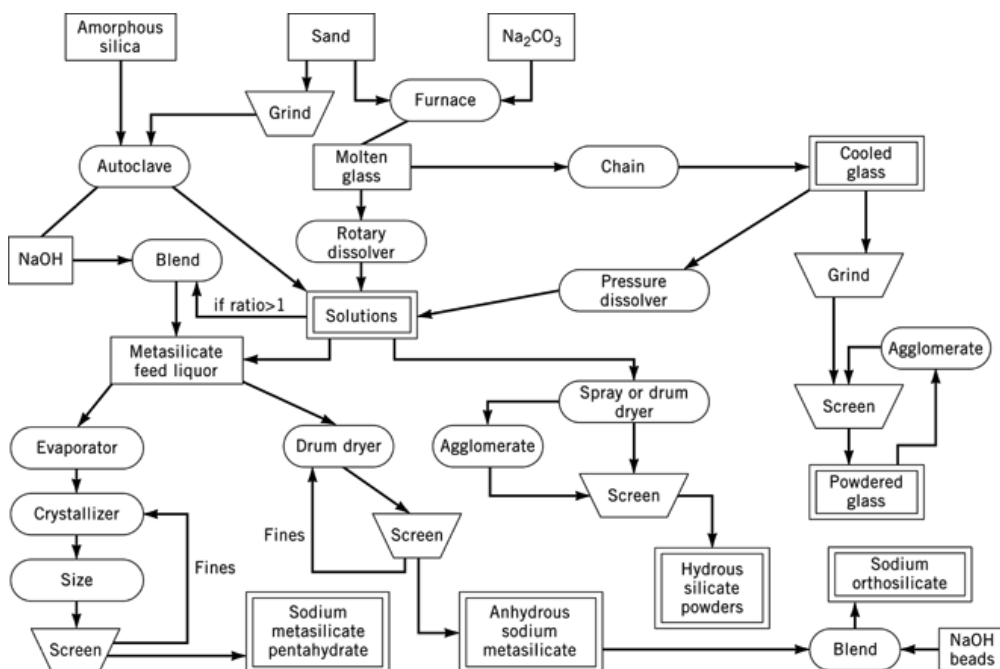 Amorphous
silica
Sand
Na₂CO₃
Grind
Furnace
Autoclave
Molten
glass
Chain
Cooled
glass
NaOH
Blend
Rotary
dissolver
Pressure
dissolver
Grind
if ratio>1
Solutions
Metasilicate
feed liquor
Agglomerate
Spray or drum
dryer
Screen
Evaporator
Drum dryer
Agglomerate
Powdered
glass
Crystallizer
Screen
Screen
Fines
Fines
Size
Hydrous
silicate
powders
Sodium
orthosilicate
Screen
Sodium
metasilicate
pentahydrate
Anhydrous
sodium
metasilicate
Blend
NaOH
beads